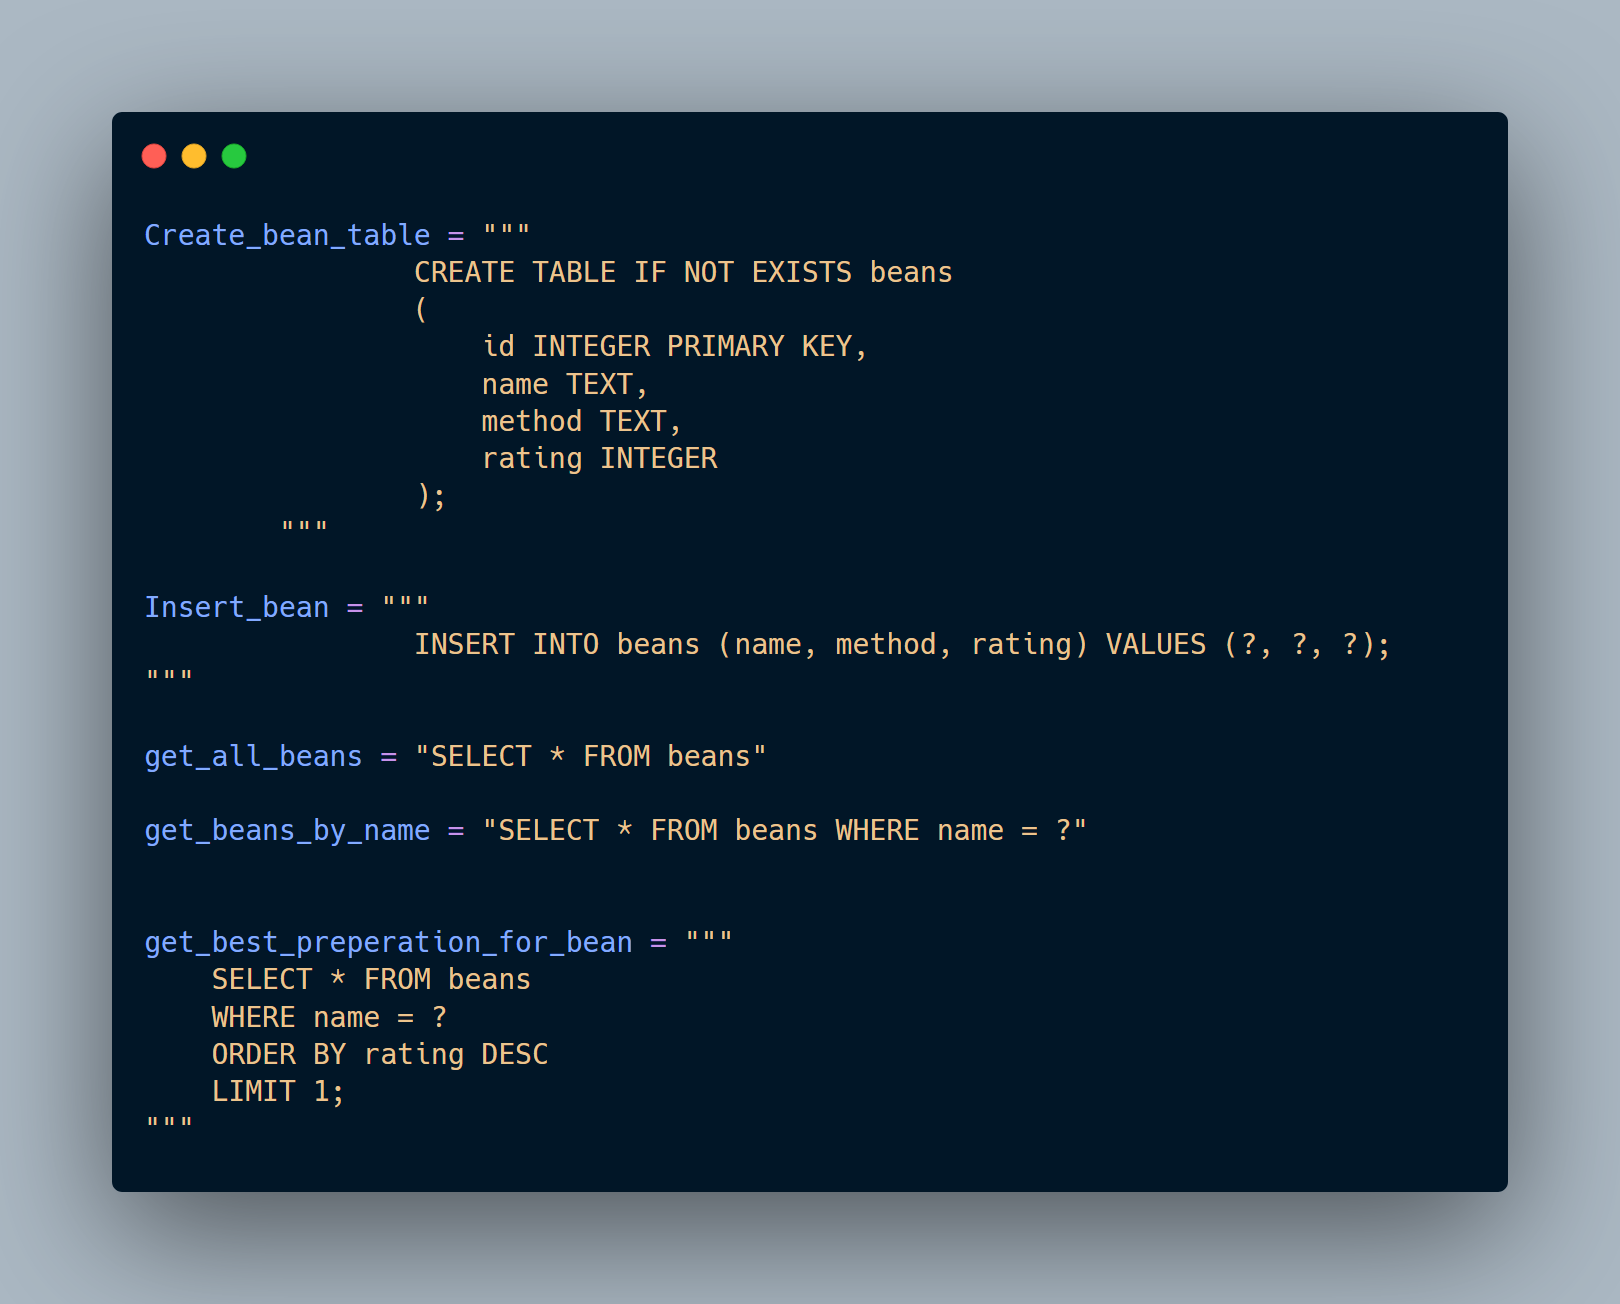 Create_bean_table = """
                CREATE TABLE IF NOT EXISTS beans
                (
                    id INTEGER PRIMARY KEY,
                    name TEXT,
                    method TEXT,
                    rating INTEGER
                );
        """
Insert_bean = """
                INSERT INTO beans (name, method, rating) VALUES (?, ?, ?);
"""
get_all_beans = "SELECT * FROM beans"
get_beans_by_name = "SELECT * FROM beans WHERE name = ?"
get_best_preperation_for_bean = """
    SELECT * FROM beans
    WHERE name = ?
    ORDER BY rating DESC
    LIMIT 1;
"""